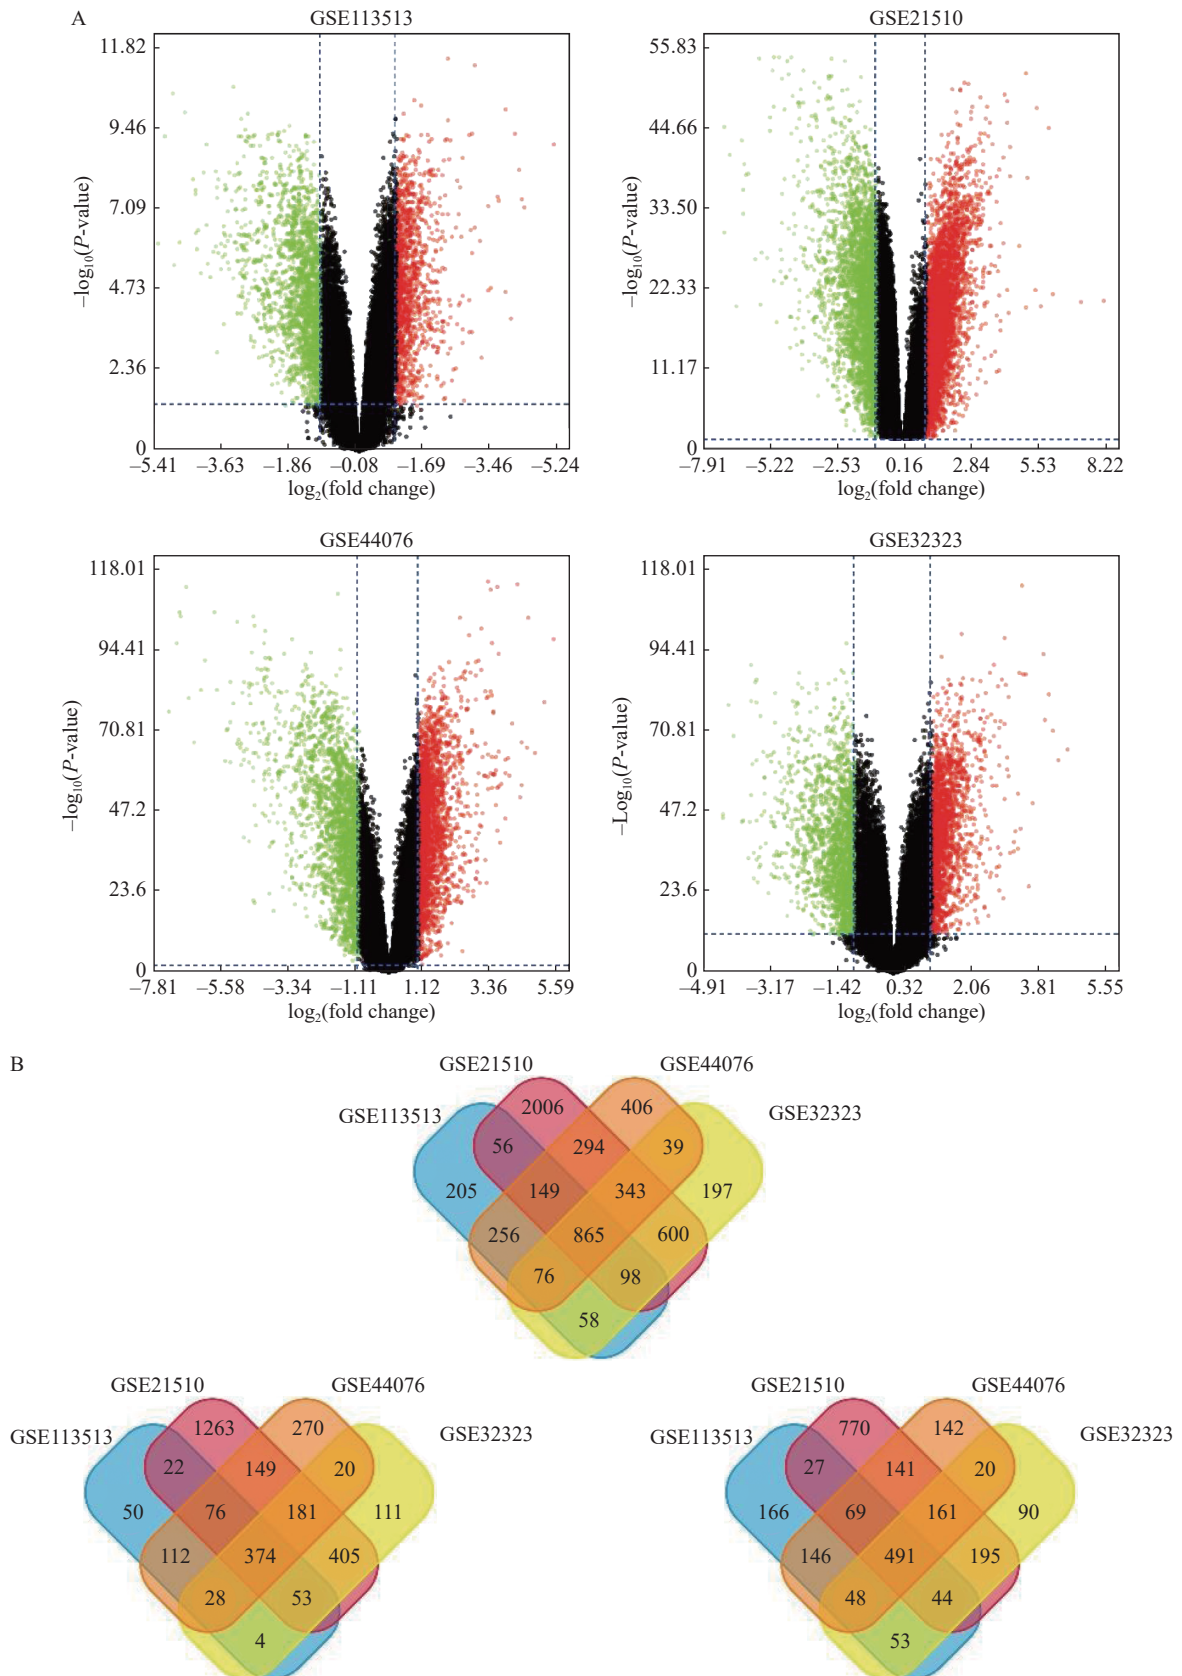 A
GSE113513
11.82
9.46
7.09
4.73
2.36
0
−log10(P-value)
−5.41 −3.63 −1.86 −0.08 −1.69 −3.46 −5.24
log2(fold change)
GSE21510
55.83
44.66
33.50
22.33
11.17
0
−log10(P-value)
−7.91 −5.22 −2.53 0.16 2.84 5.53 8.22
log2(fold change)
GSE44076
118.01
94.41
70.81
47.2
23.6
0
−log10(P-value)
−7.81 −5.58 −3.34 −1.11 1.12 3.36 5.59
log2(fold change)
GSE32323
118.01
94.41
70.81
47.2
23.6
0
−Log10(P-value)
−4.91 −3.17 −1.42 0.32 2.06 3.81 5.55
log2(fold change)
B
GSE21510 GSE44076
GSE113513 GSE32323
2006 406
56 294 39
205 149 343 197
256 865 600
76 98
58
GSE21510 GSE44076
GSE113513 GSE32323
1263 270
22 149 20
50 76 181 111
112 374 405
28 53
4
GSE21510 GSE44076
GSE113513 GSE32323
770 142
27 141 20
166 69 161 90
146 491 195
48 44
53